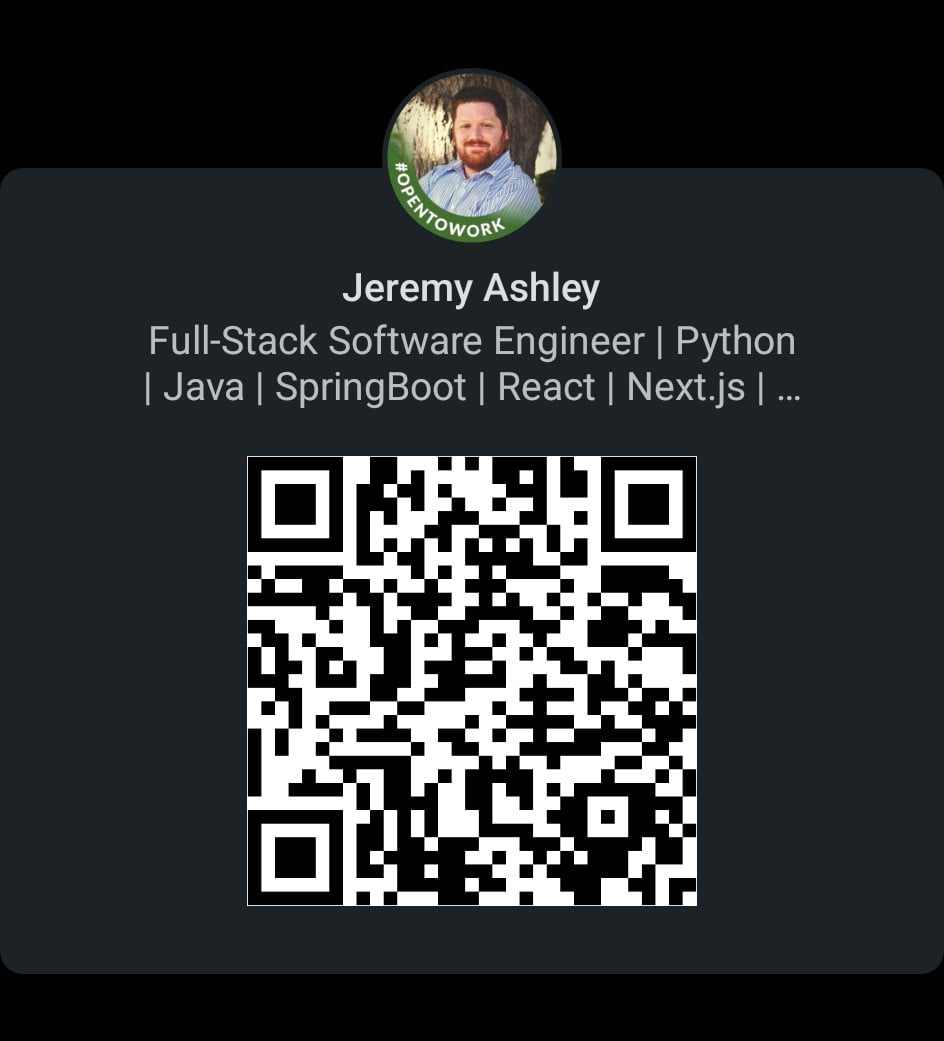 #OPENTOWORK
Jeremy Ashley
Full-Stack Software Engineer | Python
| Java | SpringBoot | React | Next.js | ...